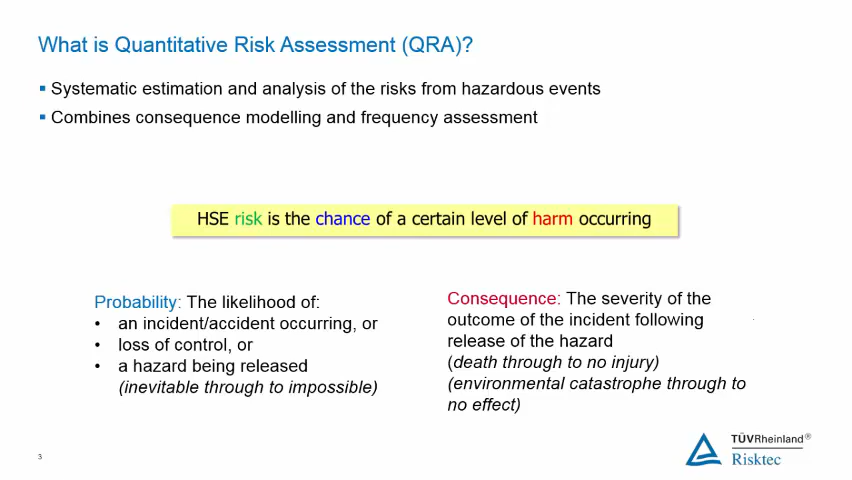 What is Quantitative Risk Assessment (QRA)?
▪ Systematic estimation and analysis of the risks from hazardous events
▪ Combines consequence modelling and frequency assessment
HSE risk is the chance of a certain level of harm occurring
Probability: The likelihood of:
• an incident/accident occurring, or
• loss of control, or
• a hazard being released
(inevitable through to impossible)
Consequence: The severity of the
outcome of the incident following
release of the hazard
(death through to no injury)
(environmental catastrophe through to
no effect)
3
TÜVRheinland®
Risktec